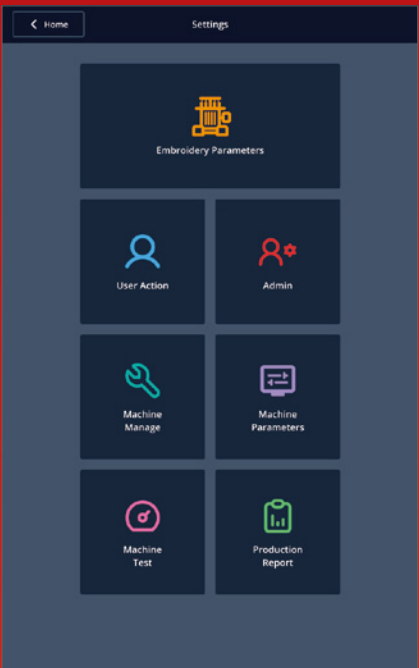 Home
Settings
Embroidery Parameters
User Action
Admin
Machine
Manage
Machine
Parameters
Machine
Test
Production
Report